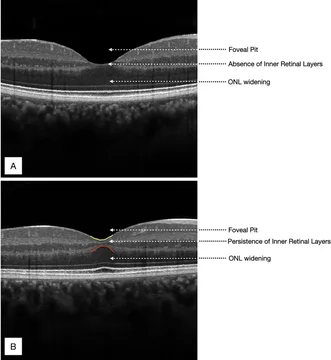 Foveal Pit
Absence of Inner Retinal Layers
ONL widening
A
Foveal Pit
Persistence of Inner Retinal Layers
ONL widening
B